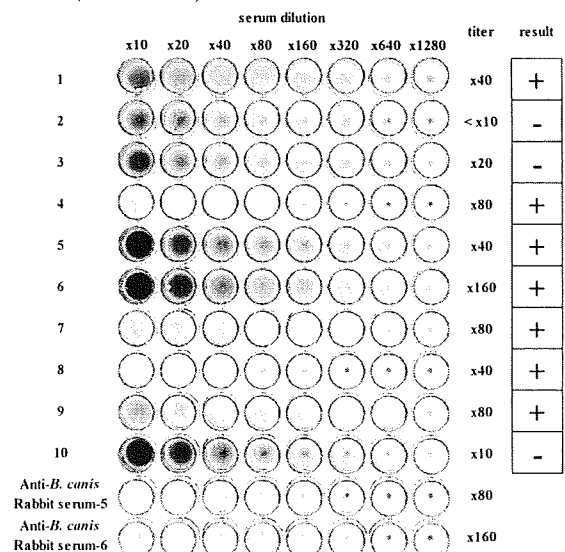 serum dilution
x10 x20 x40 x80 x160 x320 x640 x1280 titer result
1 x40 +
2 < x10 -
3 x20 -
4 x80 +
5 x40 +
6 x160 +
7 x80 +
8 x40 +
9 x80 +
10 x10 -
Anti-B. canis
Rabbit serum-5 x80
Anti-B. canis
Rabbit serum-6 x160